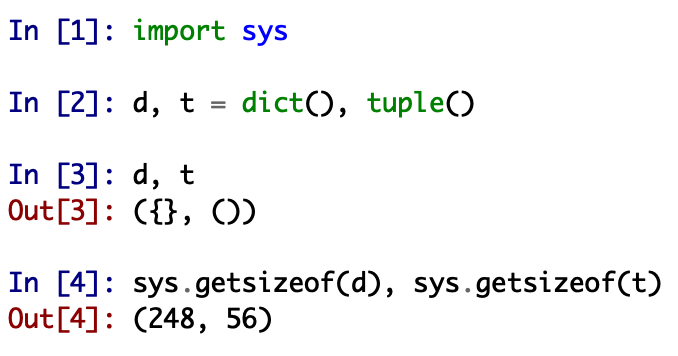 In [1]: import sys
In [2]: d, t = dict(), tuple()
In [3]: d, t
Out[3]: ({}, ())
In [4]: sys.getsizeof(d), sys.getsizeof(t)
Out[4]: (248, 56)